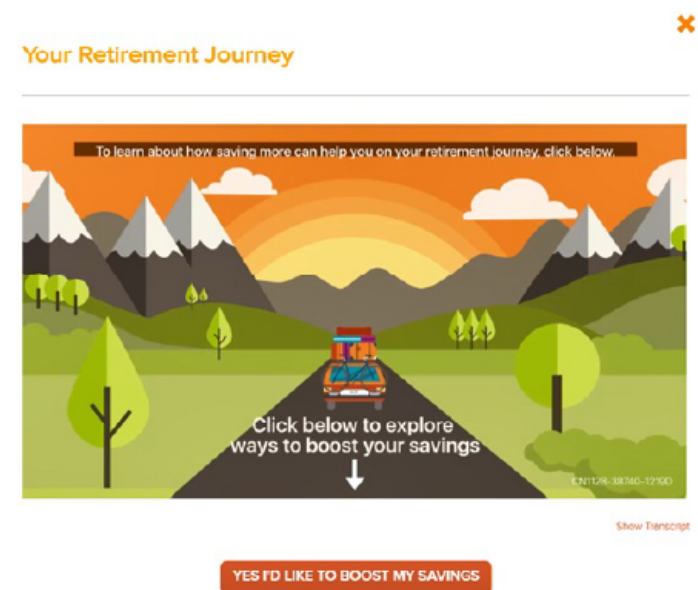 Your Retirement Journey
To learn about how saving more can help you on your retirement journey, click below.
Click below to explore
ways to boost your savings
Show Transcript
YES I'D LIKE TO BOOST MY SAVINGS